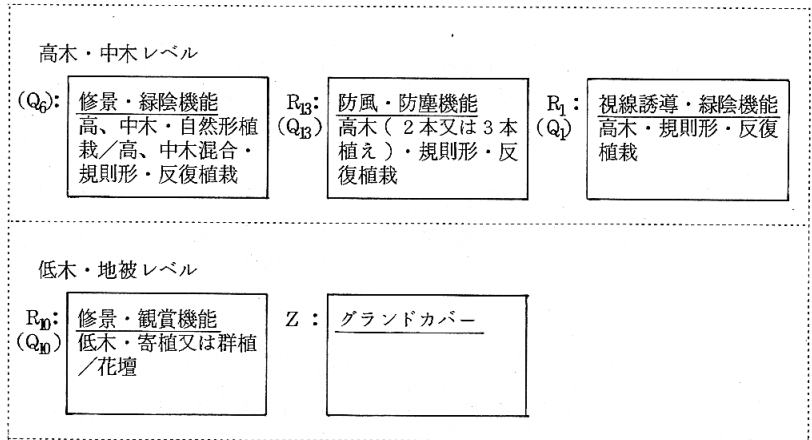 高木・中木レベル
(Q6): 修景・緑陰機能
高、中木・自然形植
栽/高、中木混合・
規則形・反復植栽
R13: 防風・防塵機能
(Q13) 高木(2本又は3本
植え)・規則形・反
復植栽
R1: 視線誘導・緑陰機能
(Q1) 高木・規則形・反復
植栽
低木・地被レベル
R10: 修景・観賞機能
(Q10) 低木・寄植又は群植
/花壇
Z: グランドカバー